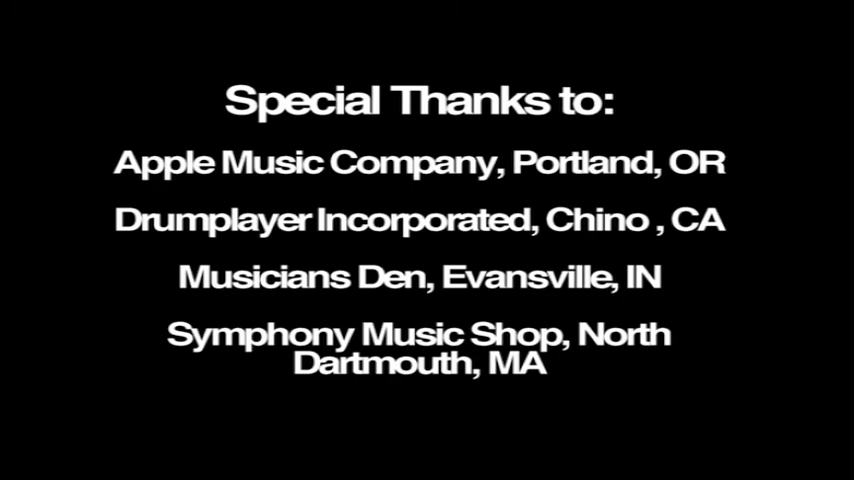 Special Thanks to:
Apple Music Company, Portland, OR
Drumplayer Incorporated, Chino , CA
Musicians Den, Evansville, IN
Symphony Music Shop, North
Dartmouth, MA